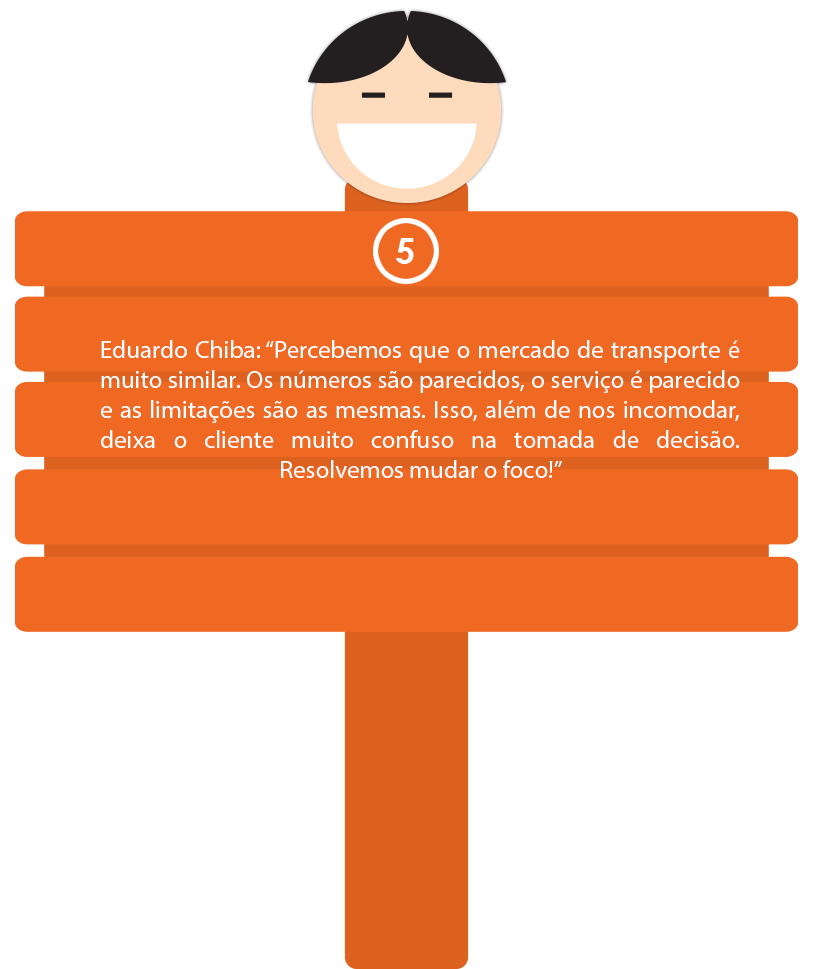 5
Eduardo Chiba: “Percebemos que o mercado de transporte é
muito similar. Os números são parecidos, o serviço é parecido
e as limitações são as mesmas. Isso, além de nos incomodar,
deixa o cliente muito confuso na tomada de decisão.
Resolvemos mudar o foco!”